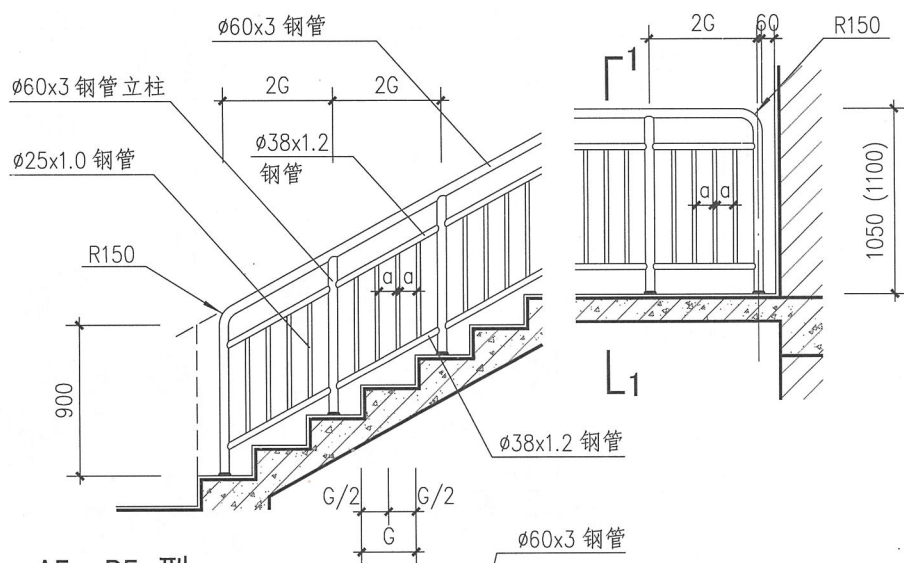 ø60x3 钢管
2G
60
R150
1
ø60x3 钢管立柱
2G
2G
ø38x1.2
钢管
ø25x1.0 钢管
a
a
1050 (1100)
R150
a
a
900
1
ø38x1.2 钢管
G/2
G/2
G
ø60x3 钢管